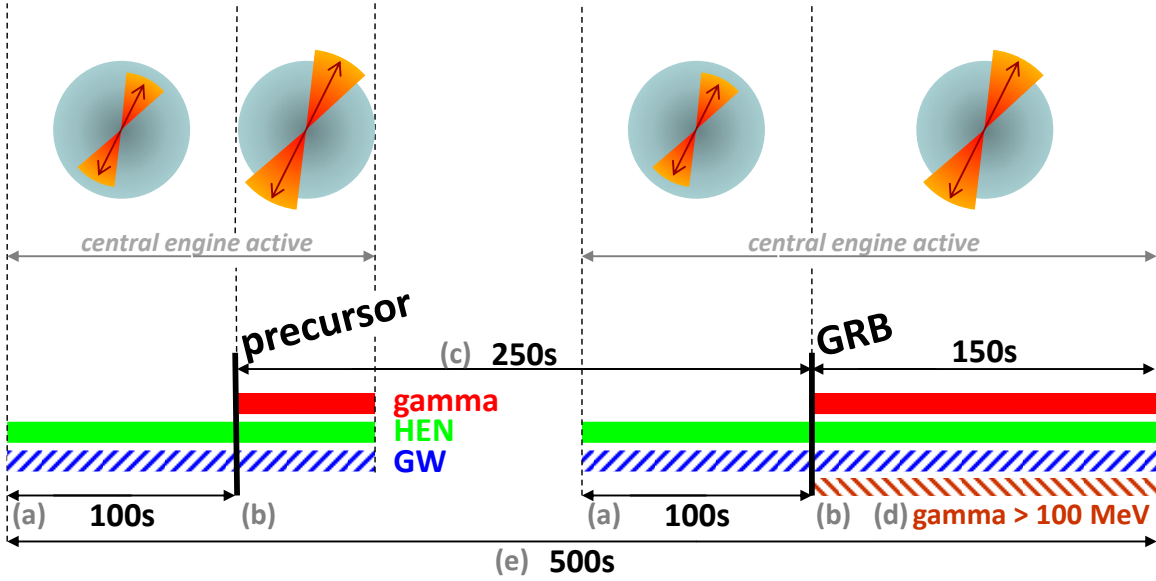 central engine active
central engine active
precursor
GRB
(c) 250s
150s
gamma
HEN
GW
(a) 100s (b)
(a) 100s (b) (d) gamma > 100 MeV
(e) 500s